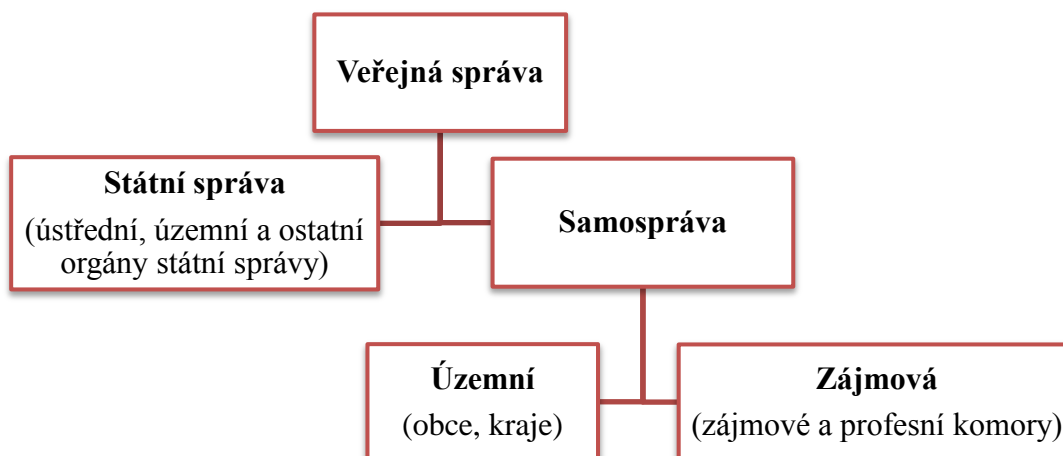 Veřejná správa
Státní správa
(ústřední, územní a ostatní
orgány státní správy)
Samospráva
Územní
(obce, kraje)
Zájmová
(zájmové a profesní komory)